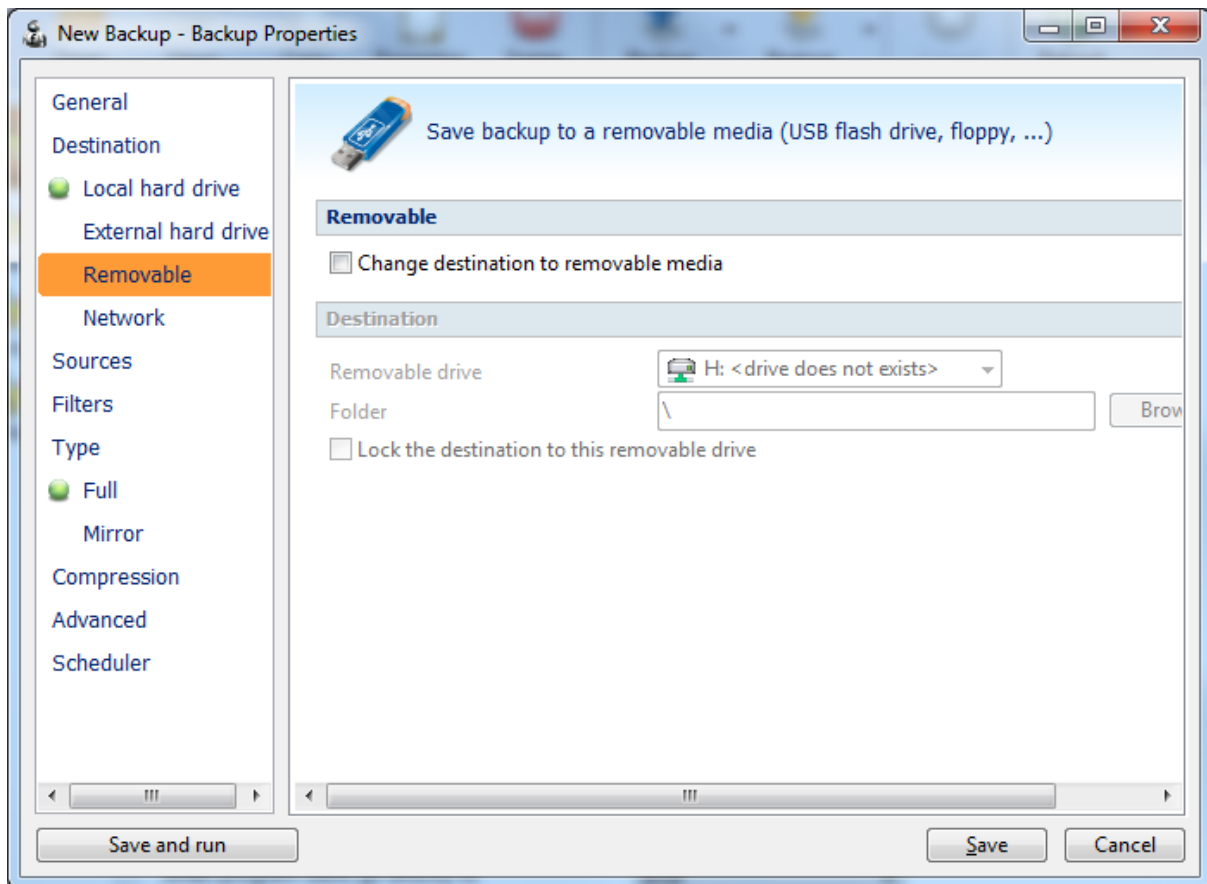 New Backup - Backup Properties
General
Destination
Local hard drive
External hard drive
Removable
Network
Sources
Filters
Type
Full
Mirror
Compression
Advanced
Scheduler
Save backup to a removable media (USB flash drive, floppy, ...)
Removable
Change destination to removable media
Destination
Removable drive H: <drive does not exists>
Folder \ Brow
Lock the destination to this removable drive
Save and run Save Cancel